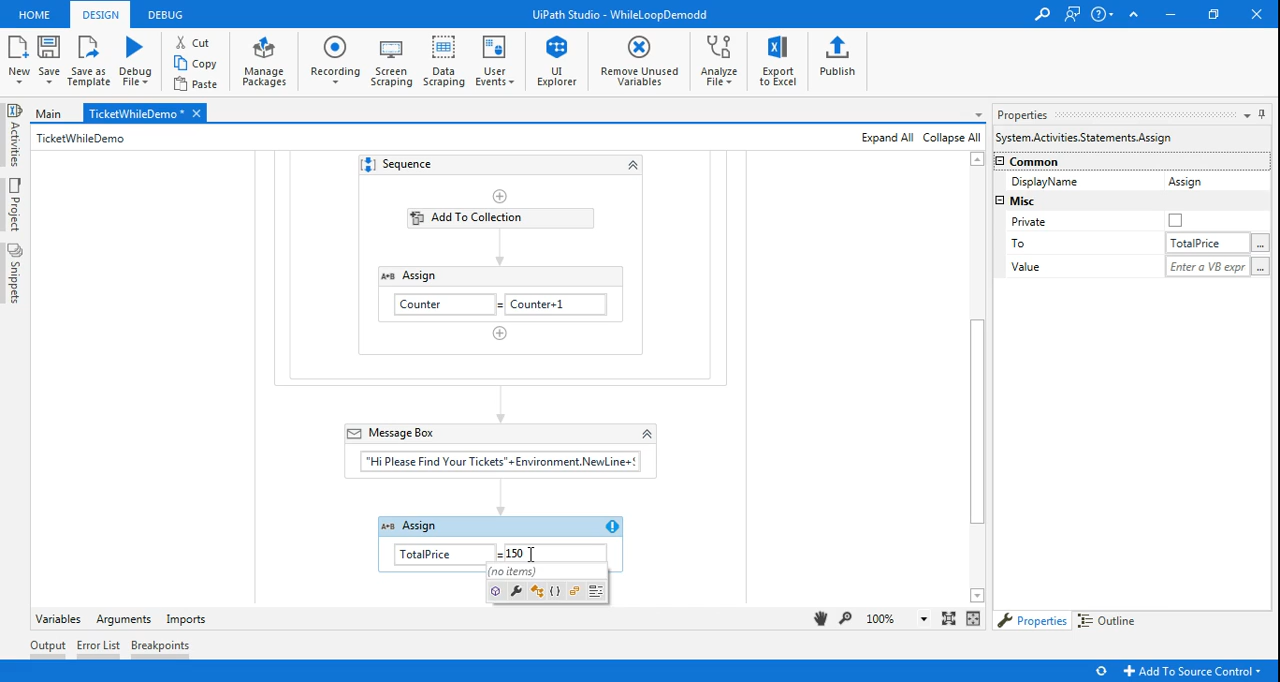 HOME DESIGN DEBUG UiPath Studio - WhileLoopDemodd
New Save Save as Template Debug File Cut Copy Paste Manage Packages Recording Screen Scraping Data Scraping User Events UI Explorer Remove Unused Variables Analyze File Export to Excel Publish
Main TicketWhileDemo * Properties
TicketWhileDemo Expand All Collapse All System.Activities.Statements.Assign
Activities
Project
Snippets
Sequence
Add To Collection
A+B Assign
Counter = Counter+1
Message Box
"Hi Please Find Your Tickets"+Environment.NewLine+
A+B Assign
TotalPrice = 150
(no items)
Common
DisplayName Assign
Misc
Private
To TotalPrice ...
Value Enter a VB expr ...
Variables Arguments Imports 100% Properties Outline
Output Error List Breakpoints
Add To Source Control